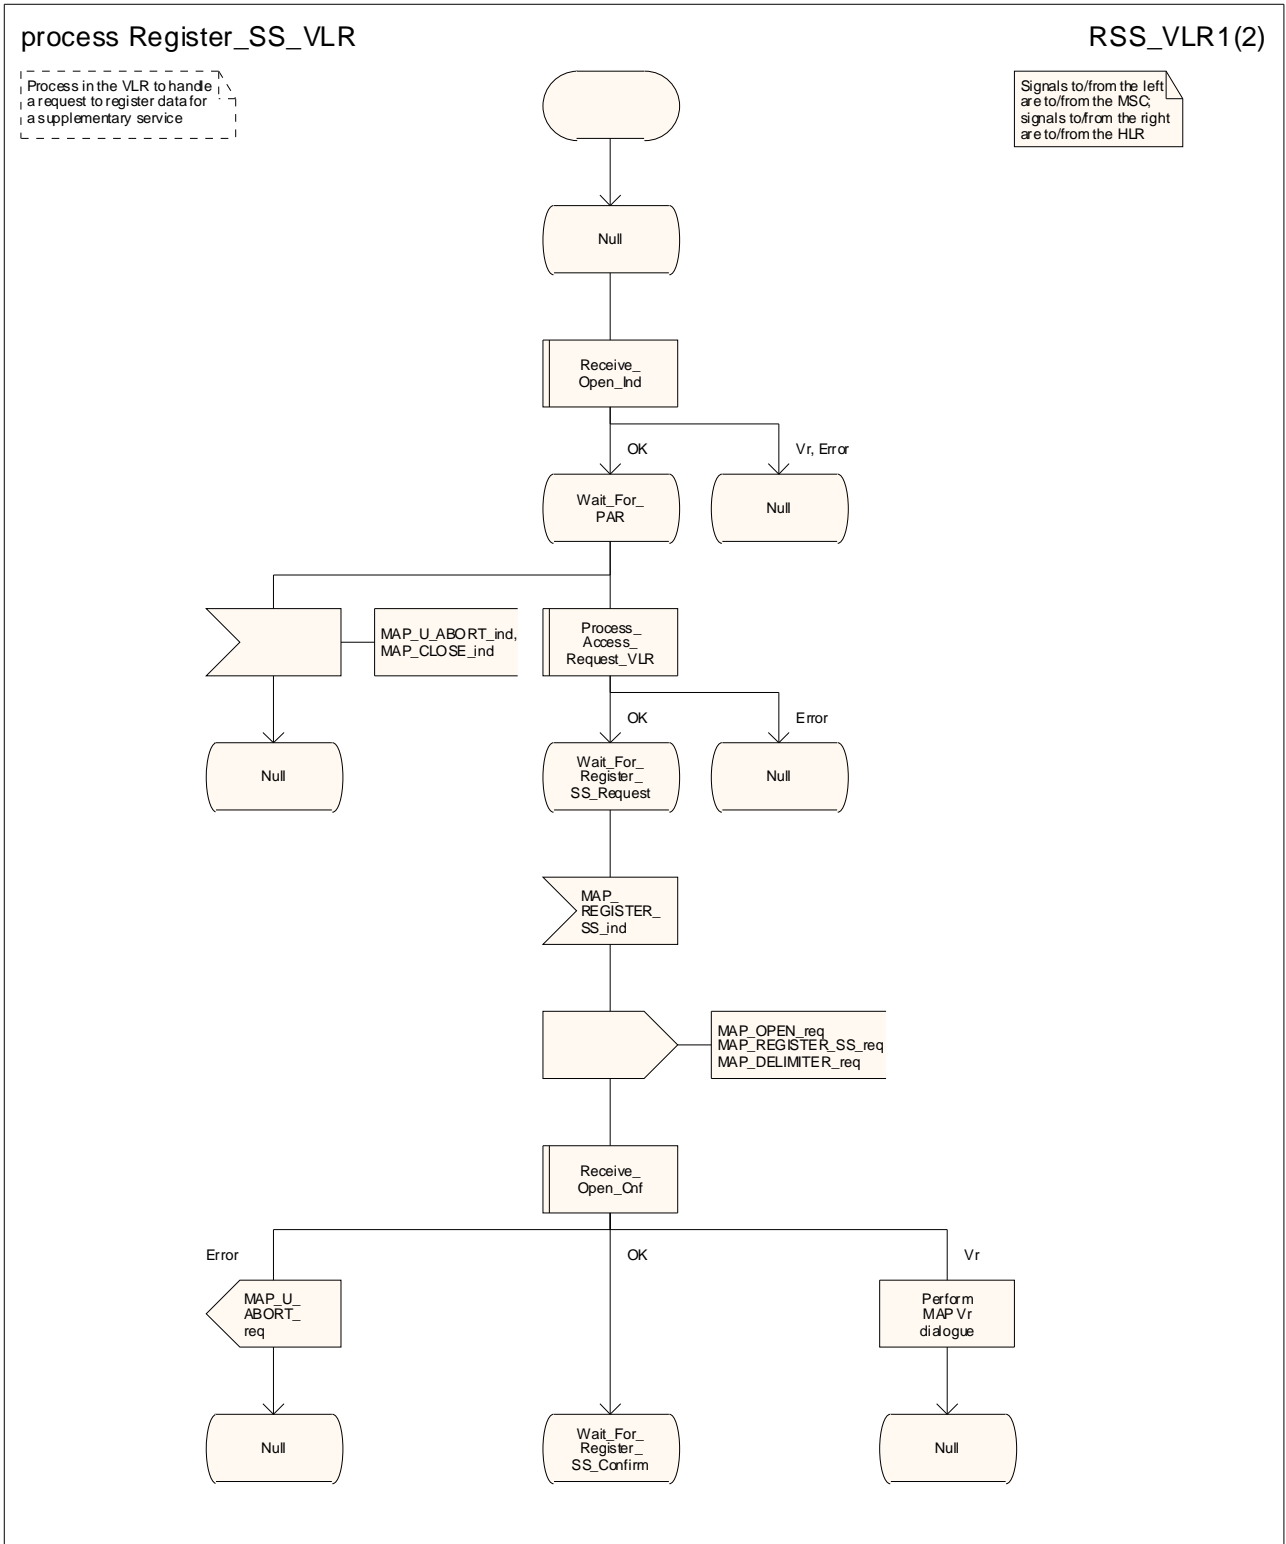 process Register_SS_VLR
RSS_VLR1(2)
Process in the VLR to handle
a request to register data for
a supplementary service
Signals to/from the left
are to/from the MSC;
signals to/from the right
are to/from the HLR
Null
Receive_
Open_Ind
OK
Vr, Error
Wait_For_
PAR
Null
MAP_U_ABORT_ind,
MAP_CLOSE_ind
Process_
Access_
Request_VLR
OK
Error
Null
Wait_For_
Register_
SS_Request
Null
MAP_
REGISTER_
SS_ind
MAP_OPEN_req
MAP_REGISTER_SS_req
MAP_DELIMITER_req
Receive_
Open_Cnf
Error
OK
Vr
MAP_U_
ABORT_
req
Perform
MAP Vr
dialogue
Null
Wait_For_
Register_
SS_Confirm
Null